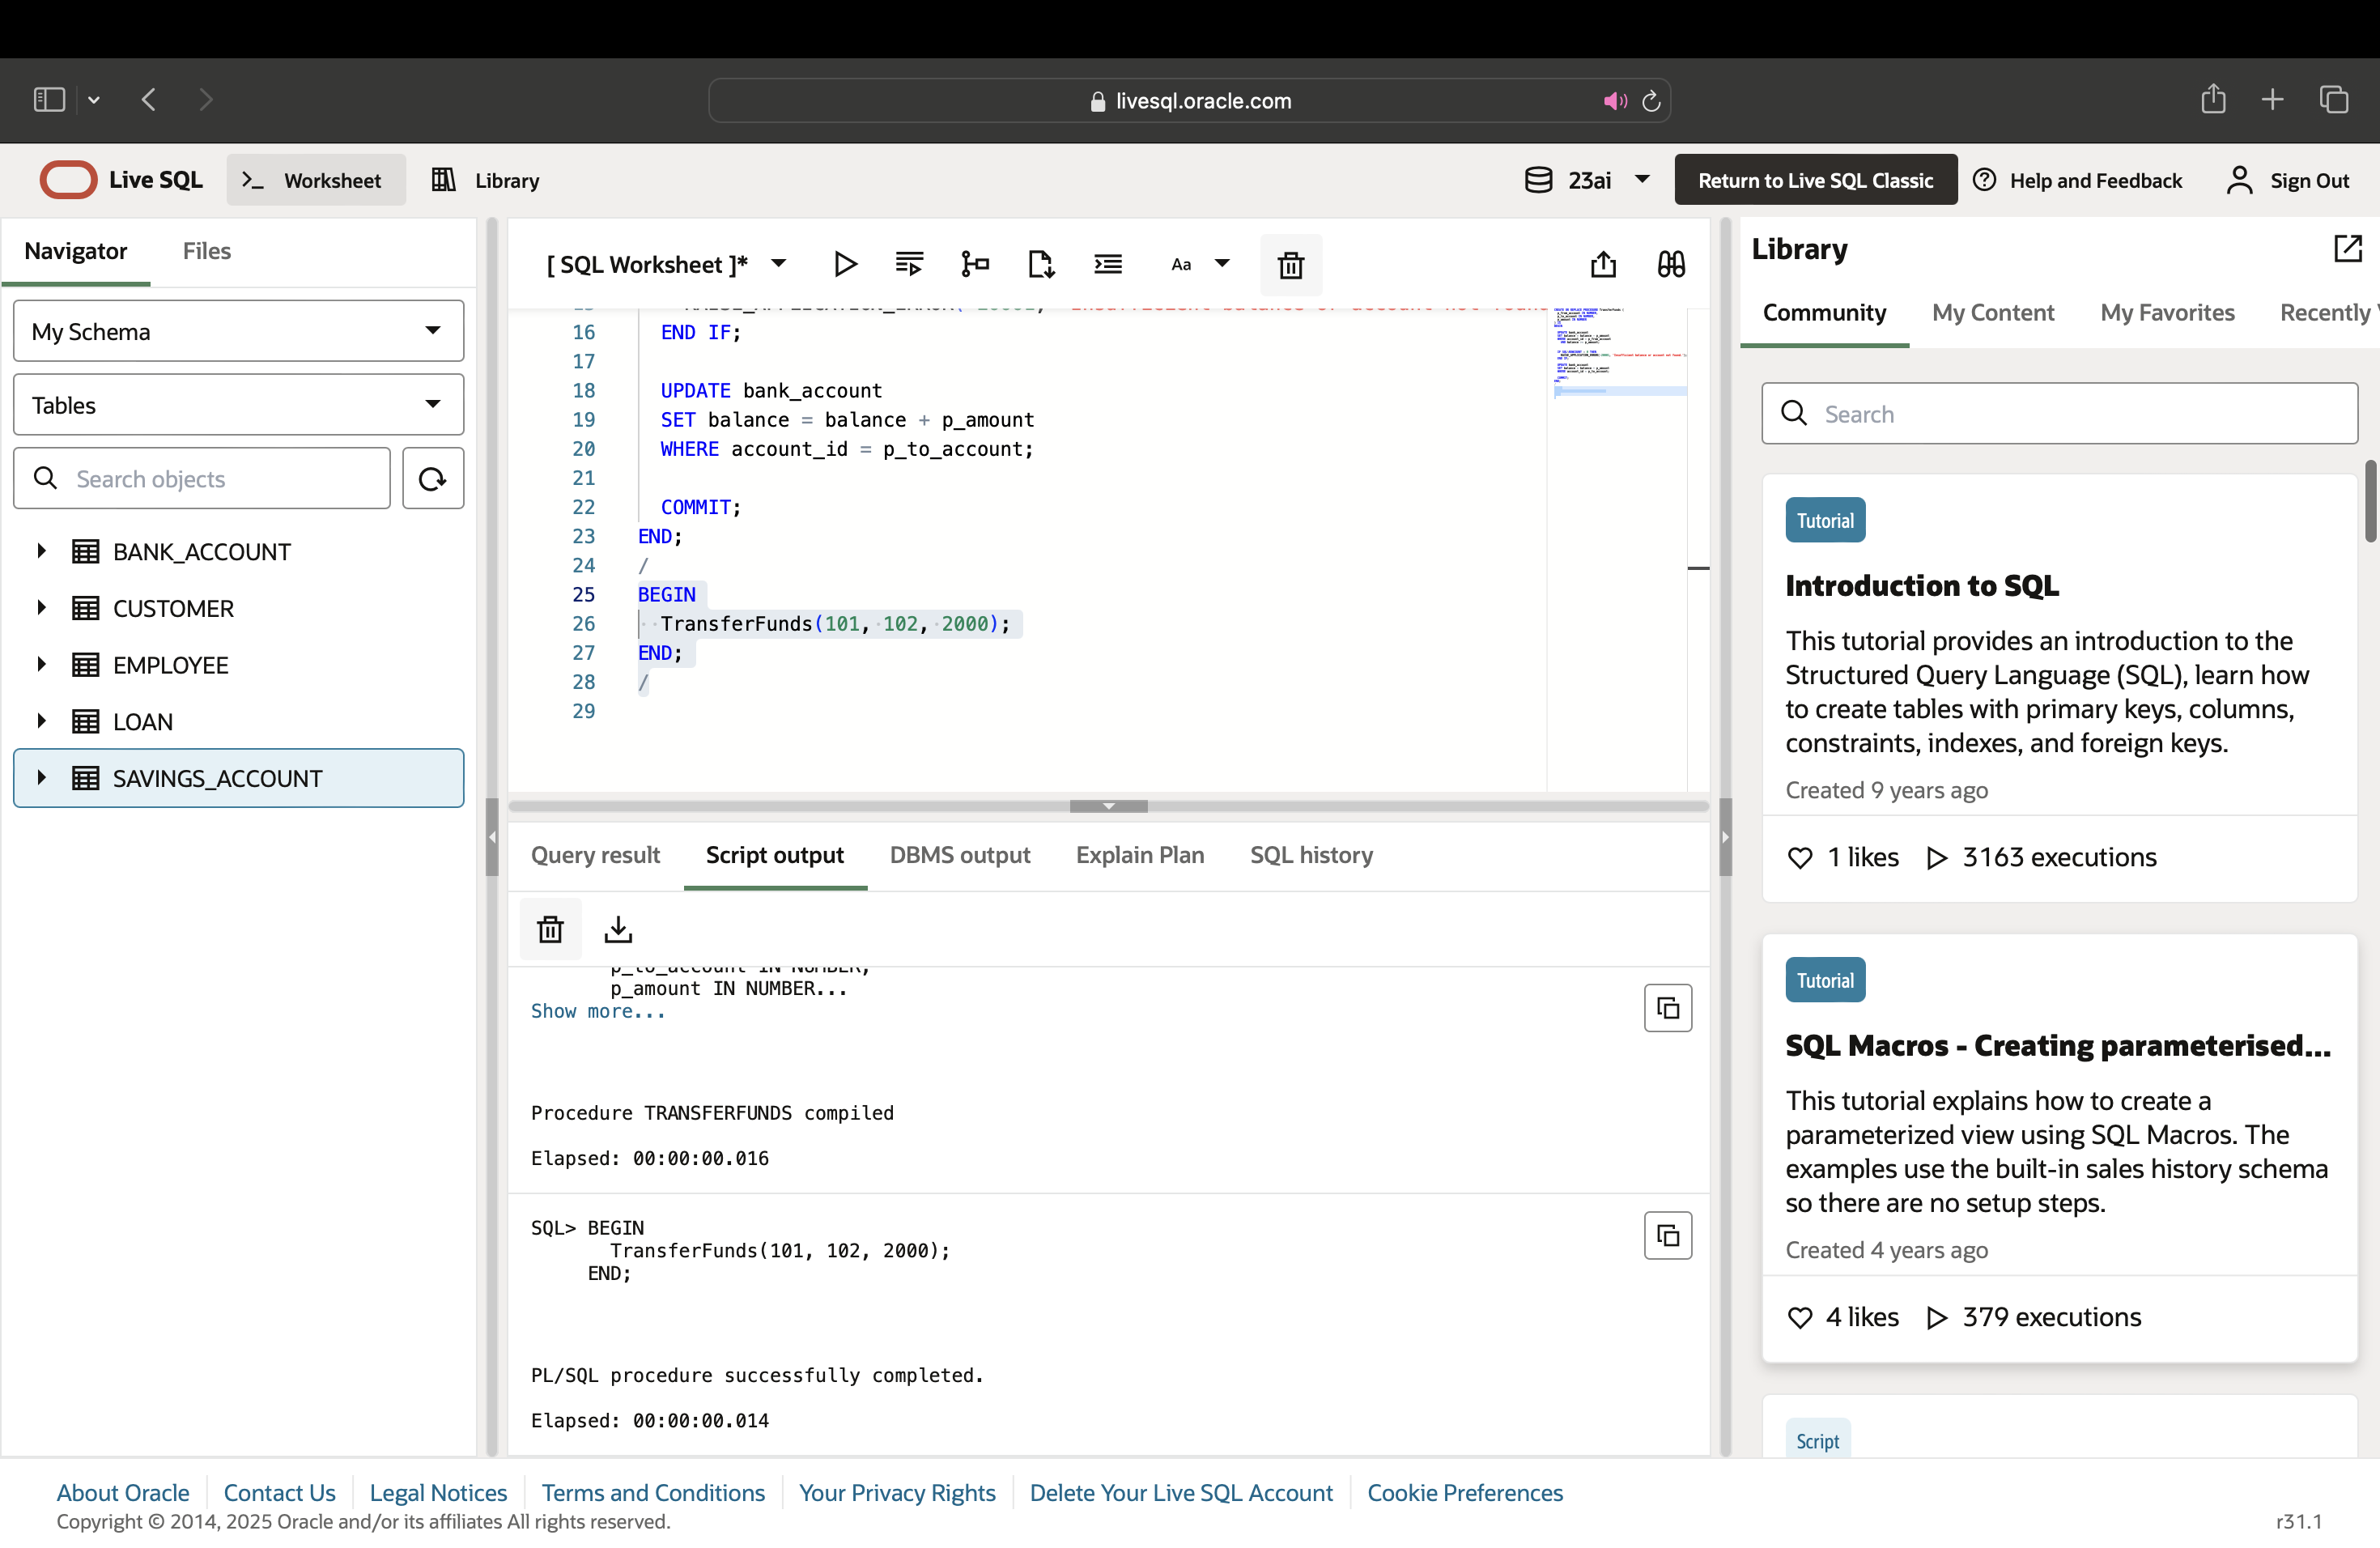 livesql.oracle.com
Live SQL
Worksheet
Library
23ai
Return to Live SQL Classic
Help and Feedback
Sign Out
Navigator
Files
My Schema
Tables
Search objects
BANK_ACCOUNT
CUSTOMER
EMPLOYEE
LOAN
SAVINGS_ACCOUNT
[ SQL Worksheet ]*
Aa
16 END IF;
17
18 UPDATE bank_account
19 SET balance = balance + p_amount
20 WHERE account_id = p_to_account;
21
22 COMMIT;
23 END;
24 /
25 BEGIN
26 TransferFunds(101, 102, 2000);
27 END;
28 /
29
Query result
Script output
DBMS output
Explain Plan
SQL history
p_to_account IN NUMBER,
p_amount IN NUMBER...
Show more...
Procedure TRANSFERFUNDS compiled
Elapsed: 00:00:00.016
SQL> BEGIN
TransferFunds(101, 102, 2000);
END;
PL/SQL procedure successfully completed.
Elapsed: 00:00:00.014
Library
Community
My Content
My Favorites
Recently
Search
Tutorial
Introduction to SQL
This tutorial provides an introduction to the
Structured Query Language (SQL), learn how
to create tables with primary keys, columns,
constraints, indexes, and foreign keys.
Created 9 years ago
1 likes
3163 executions
Tutorial
SQL Macros - Creating parameterised...
This tutorial explains how to create a
parameterized view using SQL Macros. The
examples use the built-in sales history schema
so there are no setup steps.
Created 4 years ago
4 likes
379 executions
Script
About Oracle
Contact Us
Legal Notices
Terms and Conditions
Your Privacy Rights
Delete Your Live SQL Account
Cookie Preferences
Copyright © 2014, 2025 Oracle and/or its affiliates All rights reserved.
r31.1